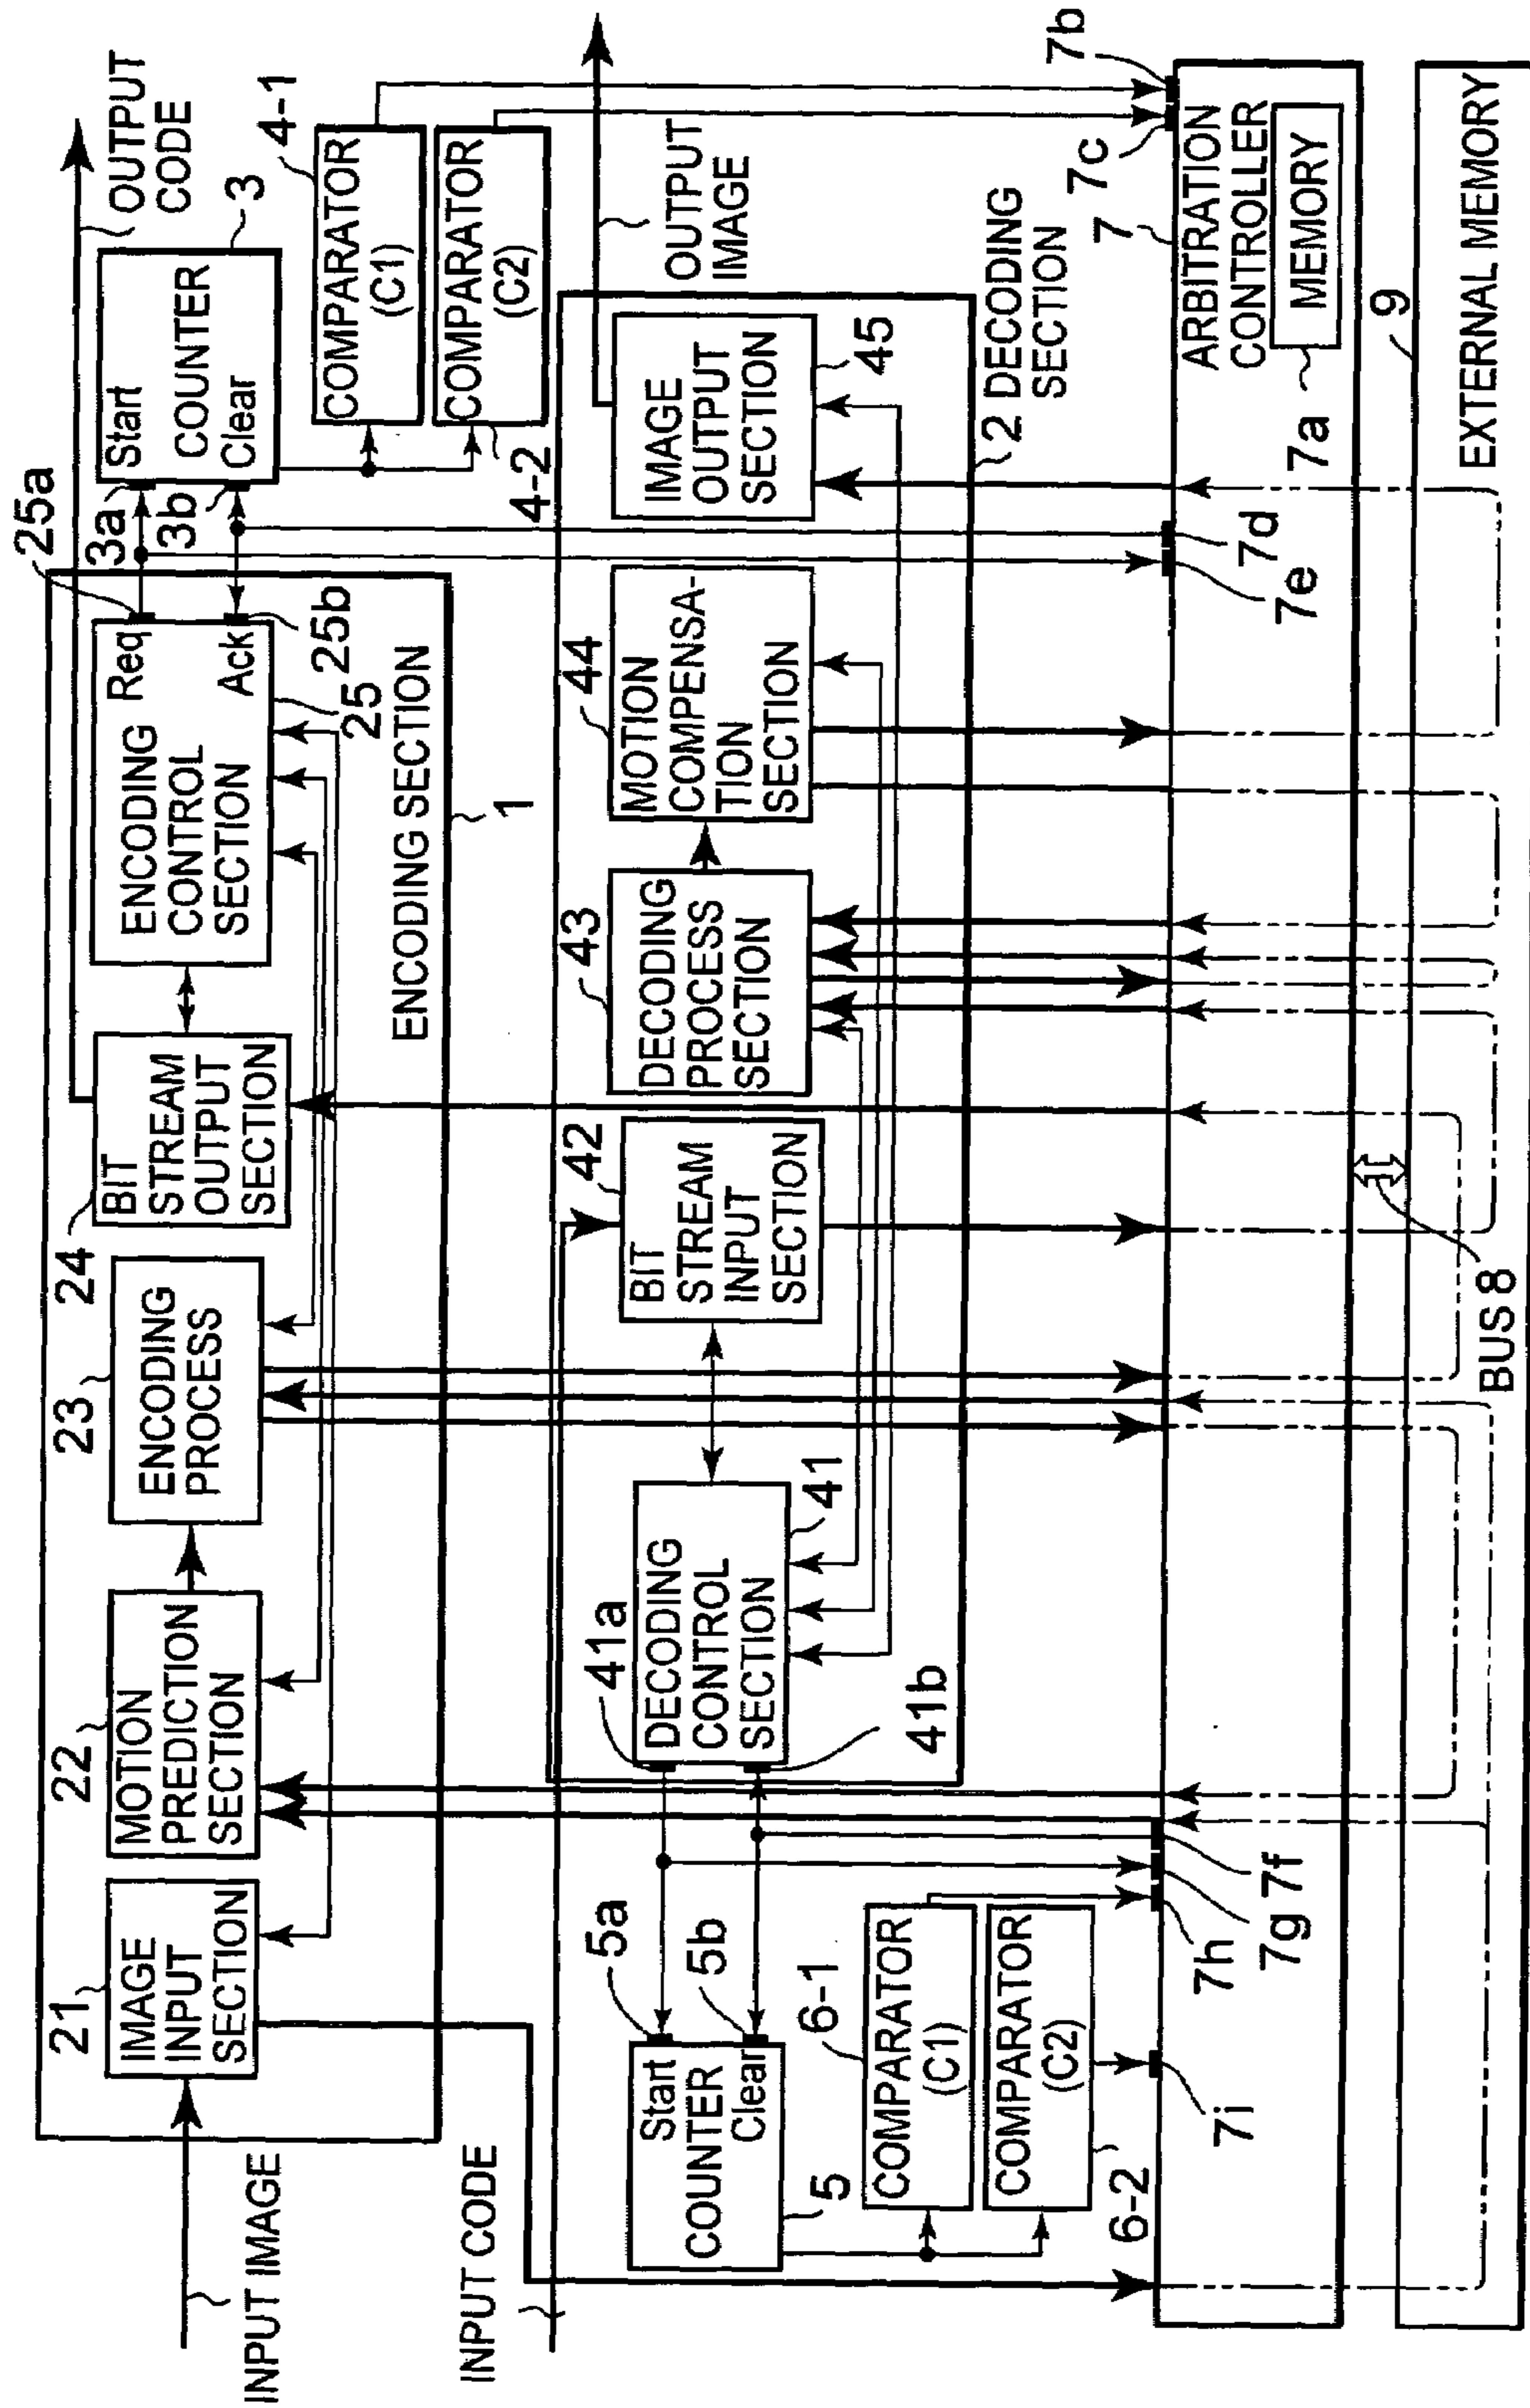 INPUT IMAGE
21
IMAGE
INPUT
SECTION
22
MOTION
PREDICTION
SECTION
23
ENCODING
PROCESS
24
BIT
STREAM
OUTPUT
SECTION
25a
Req
ENCODING
CONTROL
SECTION
Ack
25b
25
ENCODING SECTION
1
OUTPUT
CODE
3a
3b
Start
COUNTER
Clear
3
4-1
COMPARATOR
(C1)
COMPARATOR
(C2)
4-2
INPUT CODE
5a
5b
Start
COUNTER
Clear
5
6-1
COMPARATOR
(C1)
COMPARATOR
(C2)
6-2
41a
DECODING
CONTROL
SECTION
41
41b
42
BIT
STREAM
INPUT
SECTION
43
DECODING
PROCESS
SECTION
44
MOTION
COMPENSA-
TION
SECTION
IMAGE
OUTPUT
SECTION
45
OUTPUT
IMAGE
2 DECODING
SECTION
7i
7h
7g
7f
7e
7d
7c
7b
7
ARBITRATION
CONTROLLER
MEMORY
7a
BUS 8
9
EXTERNAL MEMORY